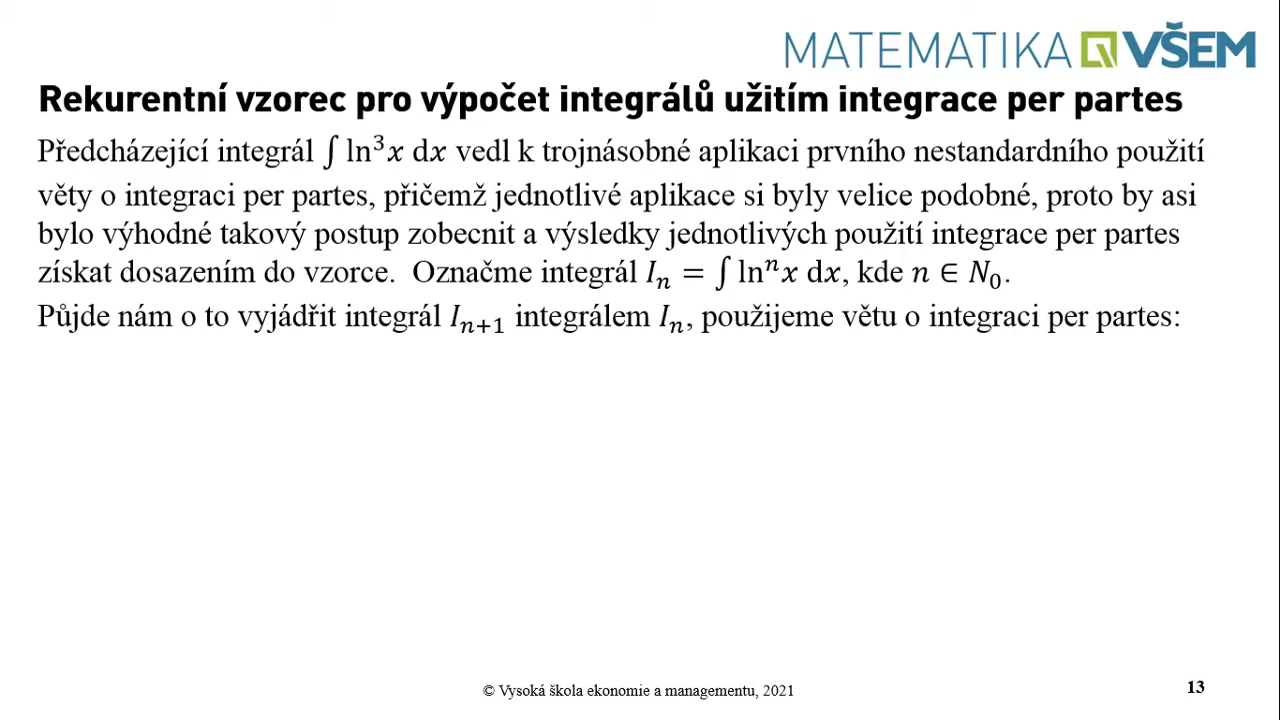 MATEMATIKA VŠEM
Rekurentní vzorec pro výpočet integrálů užitím integrace per partes
Předcházející integrál ∫ ln³x dx vedl k trojnásobné aplikaci prvního nestandardního použití
věty o integraci per partes, přičemž jednotlivé aplikace si byly velice podobné, proto by asi
bylo výhodné takový postup zobecnit a výsledky jednotlivých použití integrace per partes
získat dosazením do vzorce. Označme integrál Iₙ = ∫ lnⁿx dx, kde n ∈ N₀.
Půjde nám o to vyjádřit integrál Iₙ₊₁ integrálem Iₙ, použijeme větu o integraci per partes:
© Vysoká škola ekonomie a managementu, 2021
13